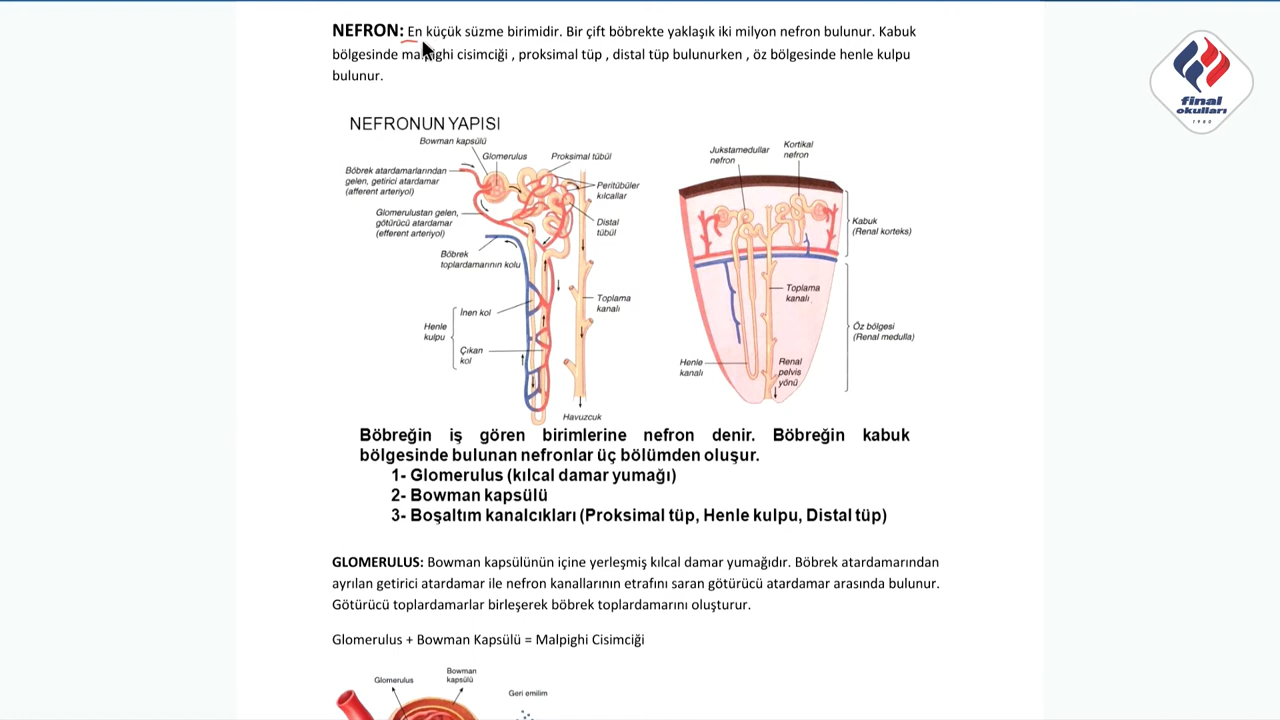 NEFRON: En küçük süzme birimidir. Bir çift böbrekte yaklaşık iki milyon nefron bulunur. Kabuk
bölgesinde malpighi cisimciği , proksimal tüp , distal tüp bulunurken , öz bölgesinde henle kulpu
bulunur.
final
okulları
1980
NEFRONUN YAPISI
Bowman kapsülü
Glomerulus
Proksimal tübül
Böbrek atardamarlarından
gelen, getirici atardamar
(afferent arteriyol)
Peritübüler
kılcallar
Glomerulustan gelen,
götürücü atardamar
(efferent arteriyol)
Distal
tübül
Böbrek
toplardamarının kolu
Henle
kulpu
İnen kol
Çıkan
kol
Toplama
kanalı
Havuzcuk
Jukstamedullar
nefron
Kortikal
nefron
Kabuk
(Renal korteks)
Toplama
kanalı
Öz bölgesi
(Renal medulla)
Henle
kanalı
Renal
pelvis
yönü
Böbreğin iş gören birimlerine nefron denir. Böbreğin kabuk
bölgesinde bulunan nefronlar üç bölümden oluşur.
1- Glomerulus (kılcal damar yumağı)
2- Bowman kapsülü
3- Boşaltım kanalcıkları (Proksimal tüp, Henle kulpu, Distal tüp)
GLOMERULUS: Bowman kapsülünün içine yerleşmiş kılcal damar yumağıdır. Böbrek atardamarından
ayrılan getirici atardamar ile nefron kanallarının etrafını saran götürücü atardamar arasında bulunur.
Götürücü toplardamarlar birleşerek böbrek toplardamarını oluşturur.
Glomerulus + Bowman Kapsülü = Malpighi Cisimciği
Glomerulus
Bowman
kapsülü
Geri emilim